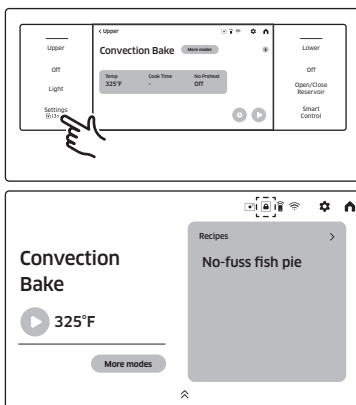 Upper
Off
Light
Settings
< Upper
Convection Bake
More modes
Temp
325°F
Cook Time
-
No Preheat
Off
Lower
Off
Open/Close
Reservoir
Smart
Control
Convection
Bake
325°F
More modes
Recipes >
No-fuss fish pie